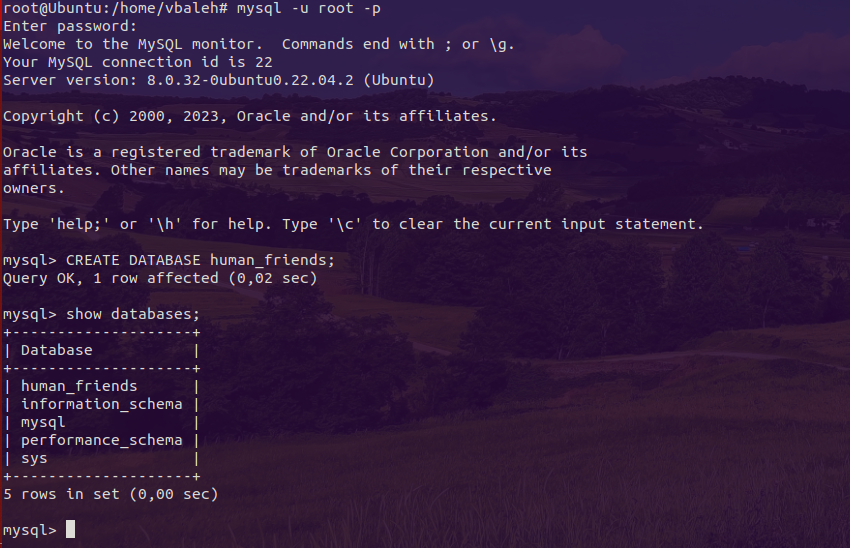 root@Ubuntu:/home/vbaleh# mysql -u root -p
Enter password:
Welcome to the MySQL monitor.  Commands end with ; or \g.
Your MySQL connection id is 22
Server version: 8.0.32-0ubuntu0.22.04.2 (Ubuntu)
Copyright (c) 2000, 2023, Oracle and/or its affiliates.
Oracle is a registered trademark of Oracle Corporation and/or its
affiliates. Other names may be trademarks of their respective
owners.
Type 'help;' or '\h' for help. Type '\c' to clear the current input statement.
mysql> CREATE DATABASE human_friends;
Query OK, 1 row affected (0,02 sec)
mysql> show databases;
+--------------------+
| Database           |
+--------------------+
| human_friends      |
| information_schema |
| mysql              |
| performance_schema |
| sys                |
+--------------------+
5 rows in set (0,00 sec)
mysql>